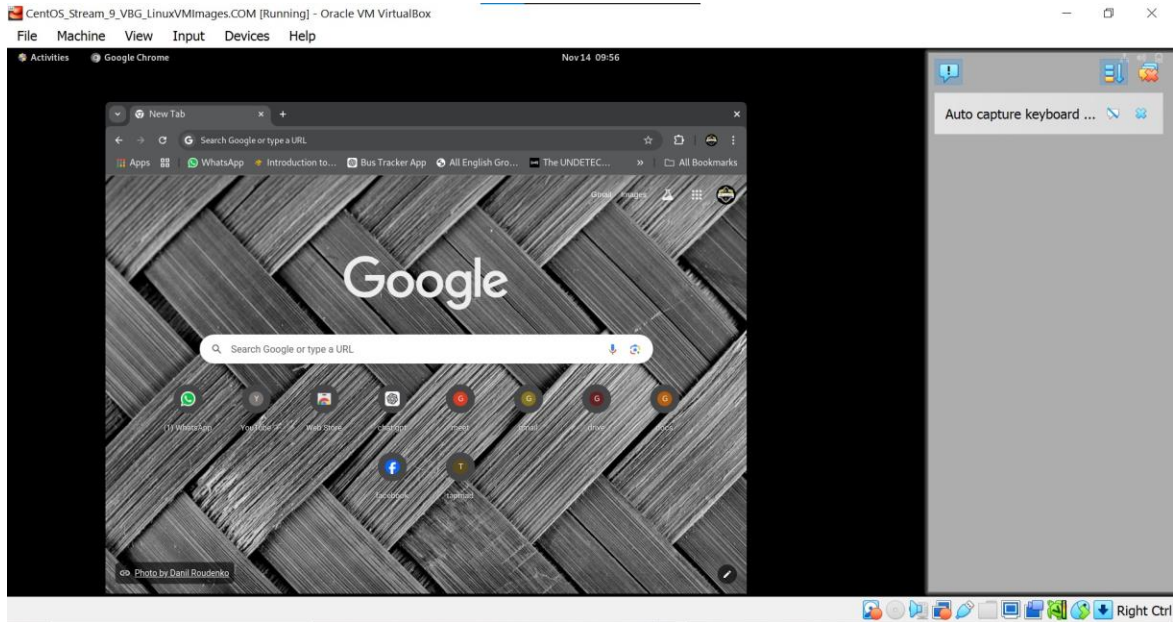 CentOS_Stream_9_VBG_LinuxVMImages.COM [Running] - Oracle VM VirtualBox
File Machine View Input Devices Help
Activities Google Chrome Nov 14 09:56
Auto capture keyboard ...
New Tab
Search Google or type a URL
Apps WhatsApp Introduction to... Bus Tracker App All English Gro... The UNDETEC... » All Bookmarks
Gmail Images
Google
Search Google or type a URL
Y G G G G
(1) WhatsApp YouTube Web Store chat gpt meet gmail drive docs
T
facebook
Photo by Danil Roudenko
Right Ctrl